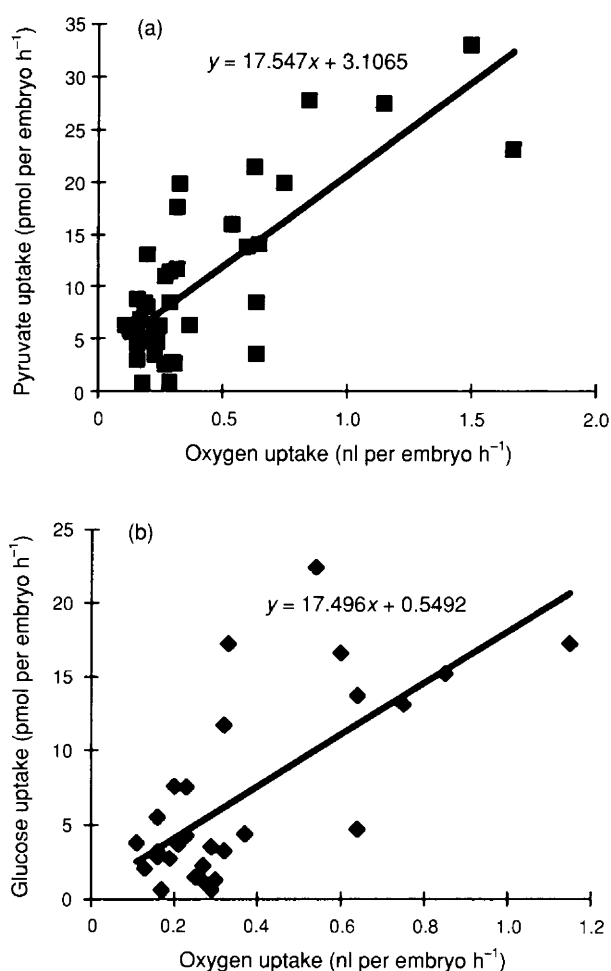 (a)
y = 17.547x + 3.1065
35
30
25
20
15
10
5
0
Pyruvate uptake (pmol per embryo h⁻¹)
0 0.5 1.0 1.5 2.0
Oxygen uptake (nl per embryo h⁻¹)
(b)
y = 17.496x + 0.5492
25
20
15
10
5
0
Glucose uptake (pmol per embryo h⁻¹)
0 0.2 0.4 0.6 0.8 1.0 1.2
Oxygen uptake (nl per embryo h⁻¹)